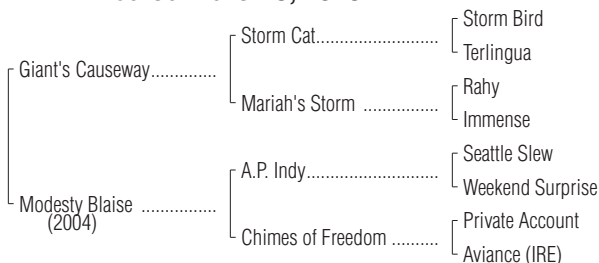 Storm Bird
Storm Cat
Terlingua
Giant's Causeway
Rahy
Mariah's Storm
Immense
Seattle Slew
A.P. Indy
Weekend Surprise
Modesty Blaise
(2004)
Private Account
Chimes of Freedom
Aviance (IRE)